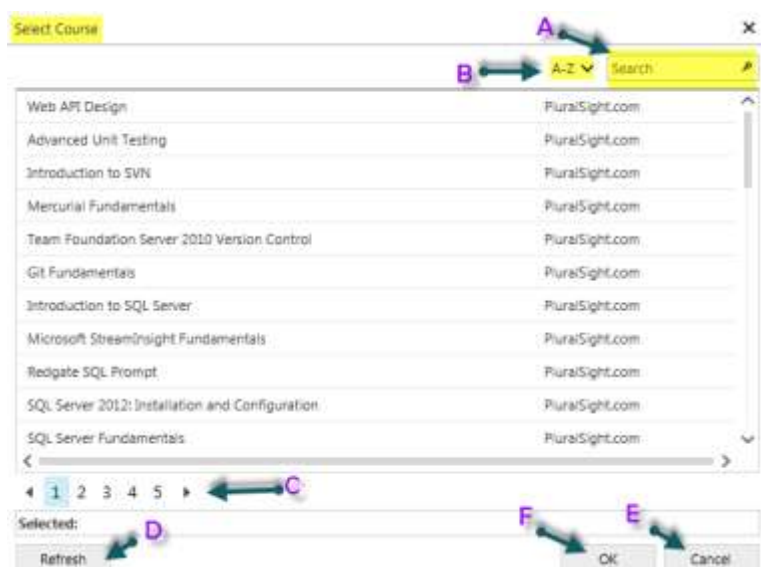 Select Course
A
B A-Z Search
Web API Design PluralSight.com
Advanced Unit Testing PluralSight.com
Introduction to SVN PluralSight.com
Mercurial Fundamentals PluralSight.com
Team Foundation Server 2010 Version Control PluralSight.com
Git Fundamentals PluralSight.com
Introduction to SQL Server PluralSight.com
Microsoft StreamInsight Fundamentals PluralSight.com
Redgate SQL Prompt PluralSight.com
SQL Server 2012: Installation and Configuration PluralSight.com
SQL Server Fundamentals PluralSight.com
1 2 3 4 5 C
Selected:
D F E
Refresh OK Cancel